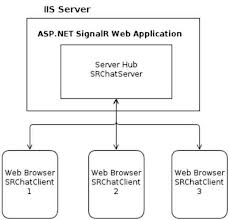 IIS Server
ASP.NET SignalR Web Application
Server Hub
SRChatServer
Web Browser
SRChatClient
1
Web Browser
SRChatClient
2
Web Browser
SRChatClient
3